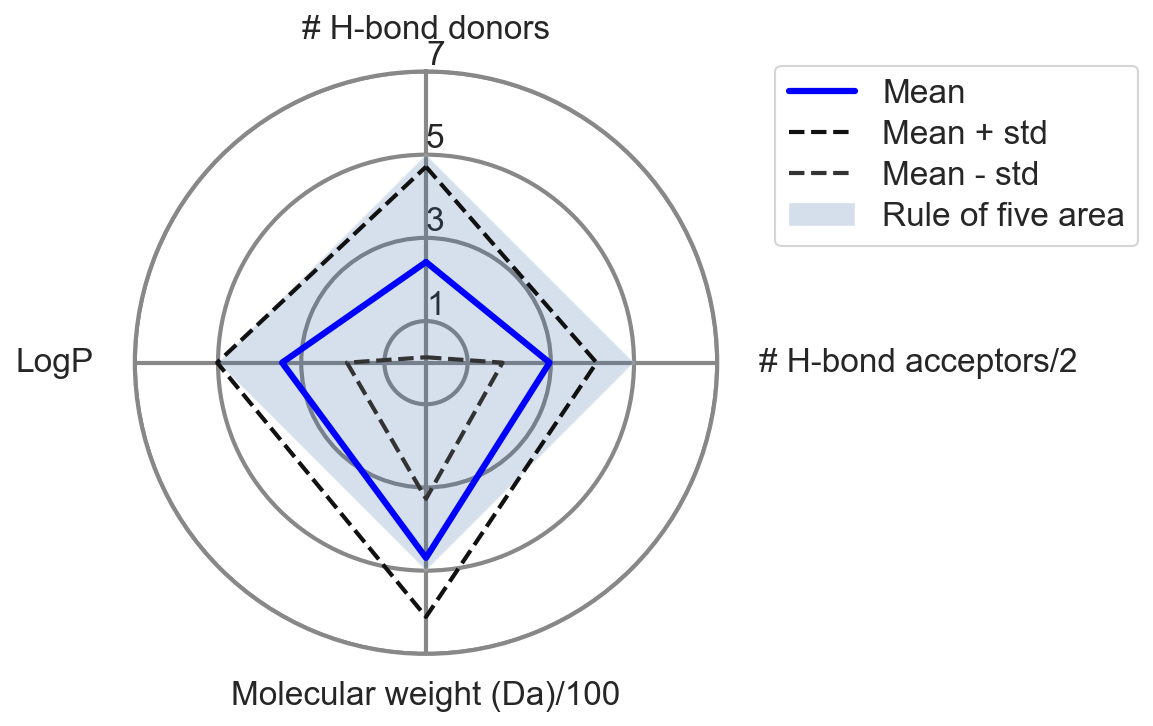 # H-bond donors
7
5
3
1
Mean
Mean + std
Mean - std
Rule of five area
LogP
# H-bond acceptors/2
Molecular weight (Da)/100